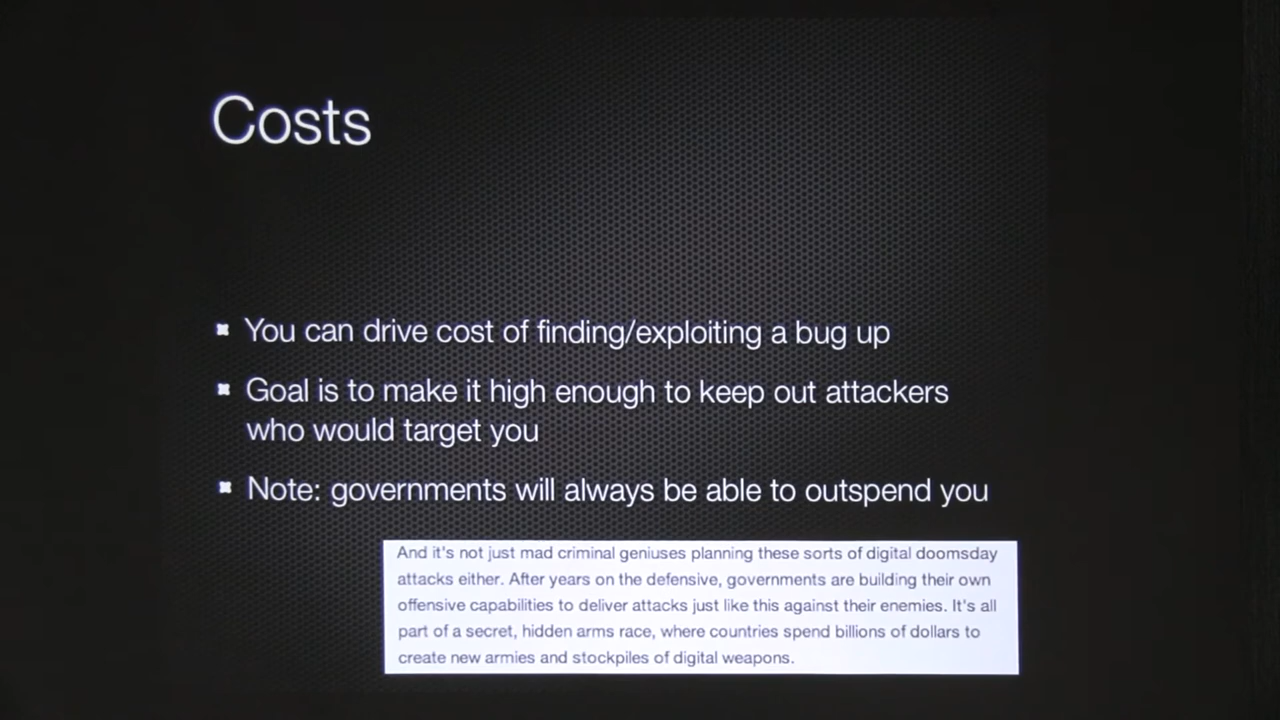 Costs
You can drive cost of finding/exploiting a bug up
Goal is to make it high enough to keep out attackers
who would target you
Note: governments will always be able to outspend you
And it's not just mad criminal geniuses planning these sorts of digital doomsday
attacks either. After years on the defensive, governments are building their own
offensive capabilities to deliver attacks just like this against their enemies. It's all
part of a secret, hidden arms race, where countries spend billions of dollars to
create new armies and stockpiles of digital weapons.